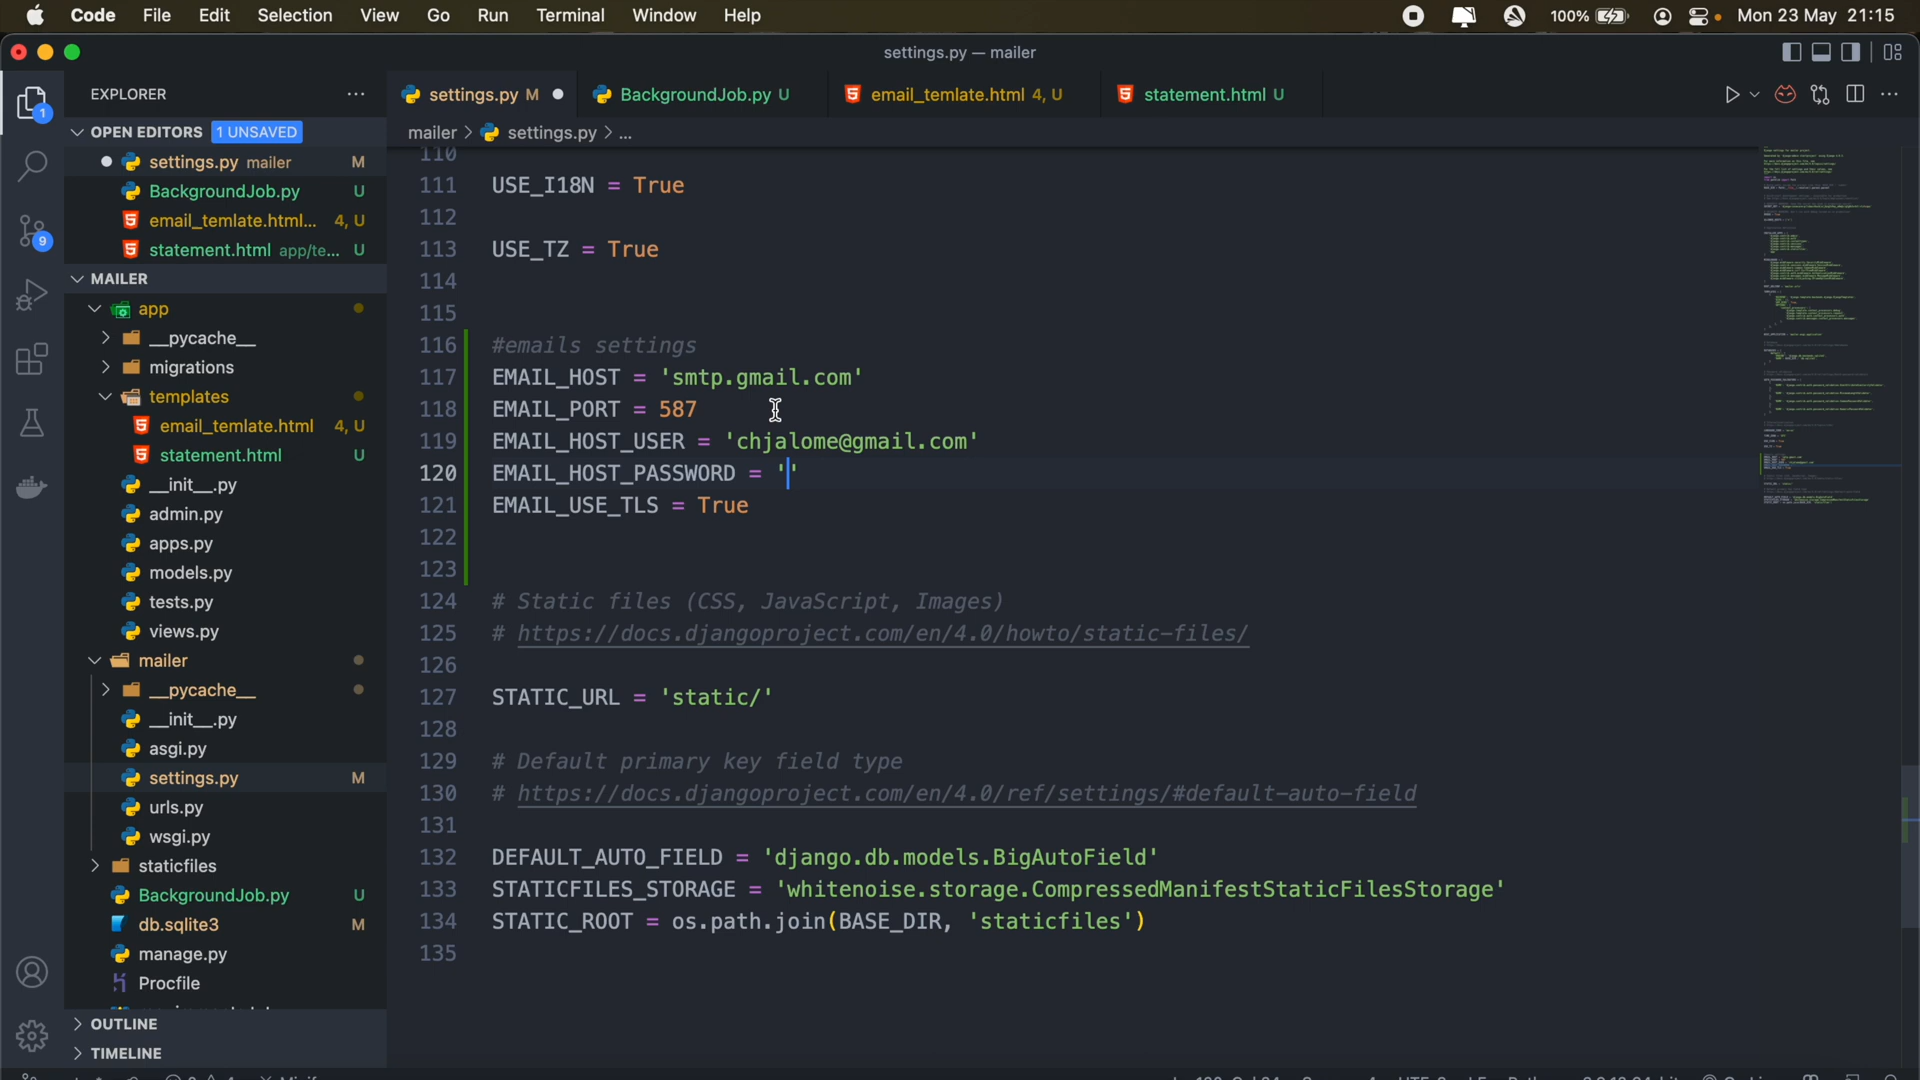 Code File Edit Selection View Go Run Terminal Window Help 100% Mon 23 May 21:15
settings.py — mailer
EXPLORER
OPEN EDITORS 1 UNSAVED
settings.py mailer M
BackgroundJob.py U
email_temlate.html... 4, U
statement.html app/te... U
MAILER
app
__pycache__
migrations
templates
email_temlate.html 4, U
statement.html U
__init__.py
admin.py
apps.py
models.py
tests.py
views.py
mailer
__pycache__
__init__.py
asgi.py
settings.py M
urls.py
wsgi.py
staticfiles
BackgroundJob.py U
db.sqlite3 M
manage.py
Procfile
OUTLINE
TIMELINE
1
9
settings.py M BackgroundJob.py U email_temlate.html 4, U statement.html U
mailer > settings.py > ...
110
111 USE_I18N = True
112
113 USE_TZ = True
114
115
116 #emails settings
117 EMAIL_HOST = 'smtp.gmail.com'
118 EMAIL_PORT = 587
119 EMAIL_HOST_USER = 'chjalome@gmail.com'
120 EMAIL_HOST_PASSWORD = ''
121 EMAIL_USE_TLS = True
122
123
124 # Static files (CSS, JavaScript, Images)
125 # https://docs.djangoproject.com/en/4.0/howto/static-files/
126
127 STATIC_URL = 'static/'
128
129 # Default primary key field type
130 # https://docs.djangoproject.com/en/4.0/ref/settings/#default-auto-field
131
132 DEFAULT_AUTO_FIELD = 'django.db.models.BigAutoField'
133 STATICFILES_STORAGE = 'whitenoise.storage.CompressedManifestStaticFilesStorage'
134 STATIC_ROOT = os.path.join(BASE_DIR, 'staticfiles')
135